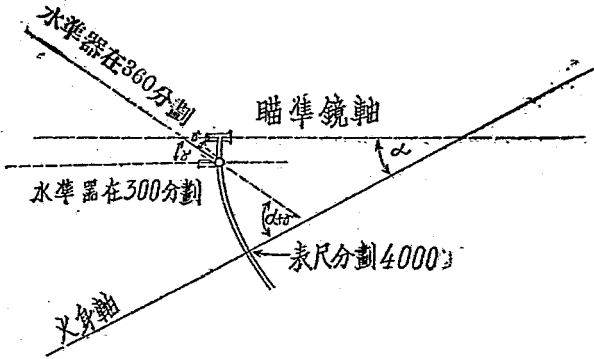 水準器在360分劃
瞄準鏡軸
α
γ
水準器在300分劃
α+γ
表尺分劃4000
身軸